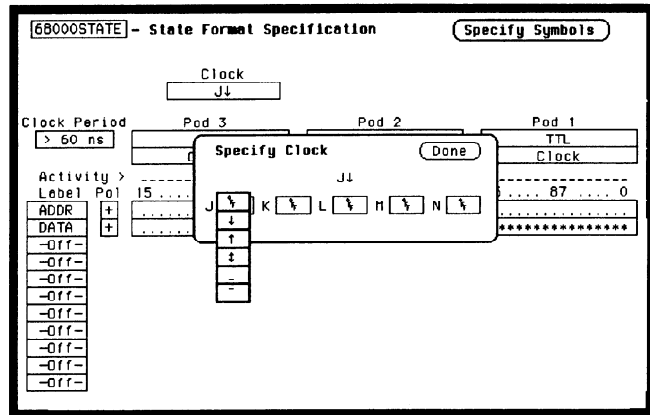 68000STATE - State Format Specification Specify Symbols
Clock
J↓
Clock Period Pod 3 Pod 2 Pod 1
> 60 ns TTL
Clock
Specify Clock Done
J↓
Activity >
Label Pol 15 .... .... 87 .... 0
J K L M N
↓
↑
↕
ADDR +
DATA + ****************
-Off-
-Off-
-Off-
-Off-
-Off-
-Off-
-Off-
-Off-
-Off-